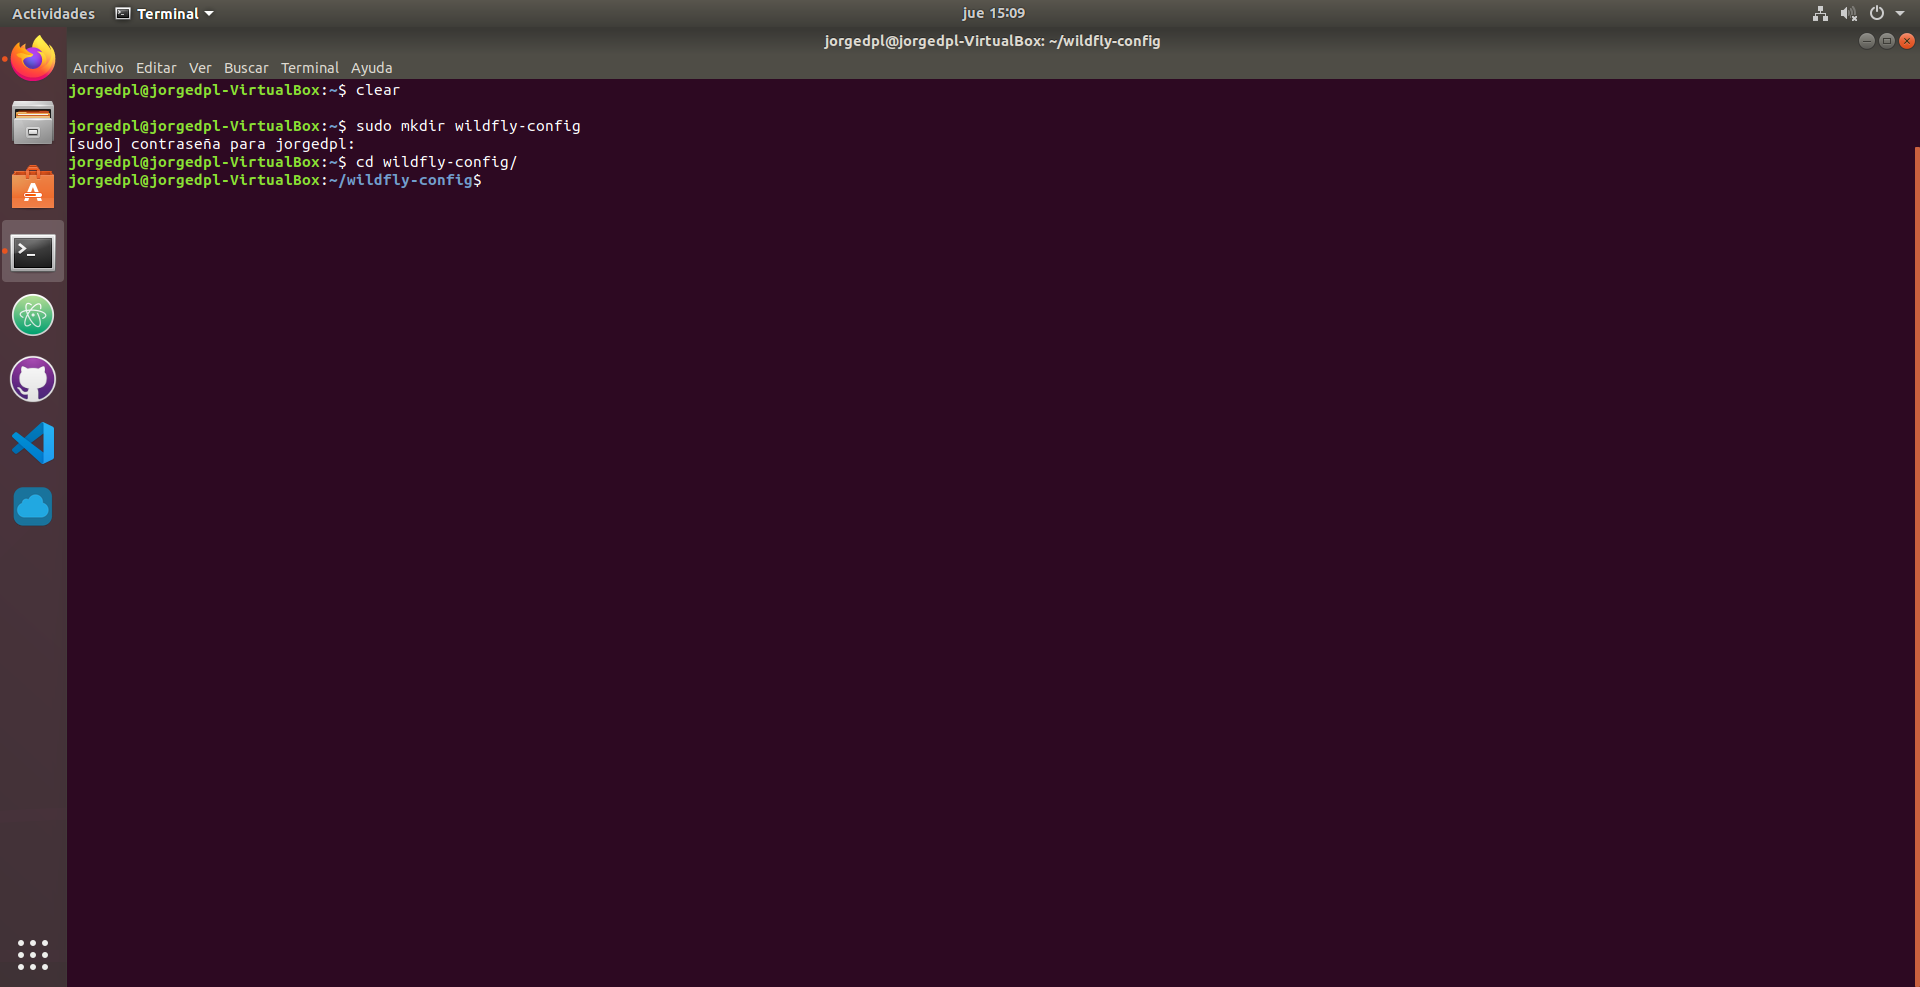 Actividades Terminal jue 15:09
jorgedpl@jorgedpl-VirtualBox: ~/wildfly-config
Archivo Editar Ver Buscar Terminal Ayuda
jorgedpl@jorgedpl-VirtualBox:~$ clear
jorgedpl@jorgedpl-VirtualBox:~$ sudo mkdir wildfly-config
[sudo] contraseña para jorgedpl:
jorgedpl@jorgedpl-VirtualBox:~$ cd wildfly-config/
jorgedpl@jorgedpl-VirtualBox:~/wildfly-config$